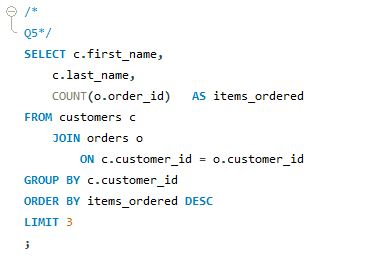 /*
Q5*/
SELECT c.first_name,
    c.last_name,
    COUNT(o.order_id)   AS items_ordered
FROM customers c
    JOIN orders o
        ON c.customer_id = o.customer_id
GROUP BY c.customer_id
ORDER BY items_ordered DESC
LIMIT 3
;